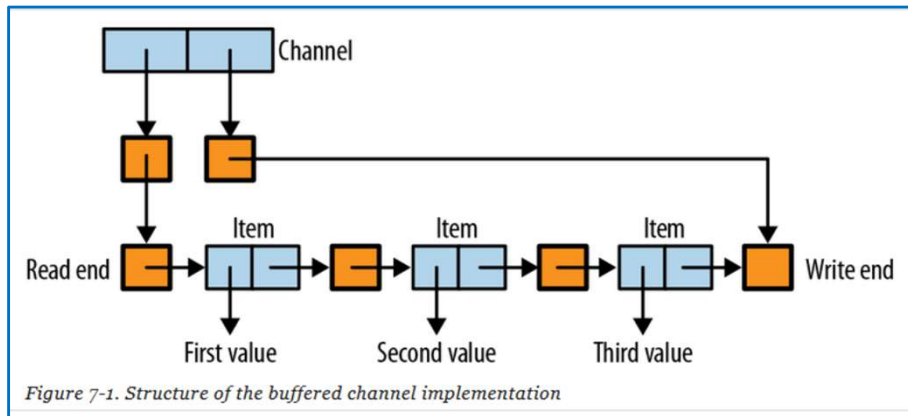 Channel
Item Item Item
Read end Write end
First value Second value Third value
Figure 7-1. Structure of the buffered channel implementation